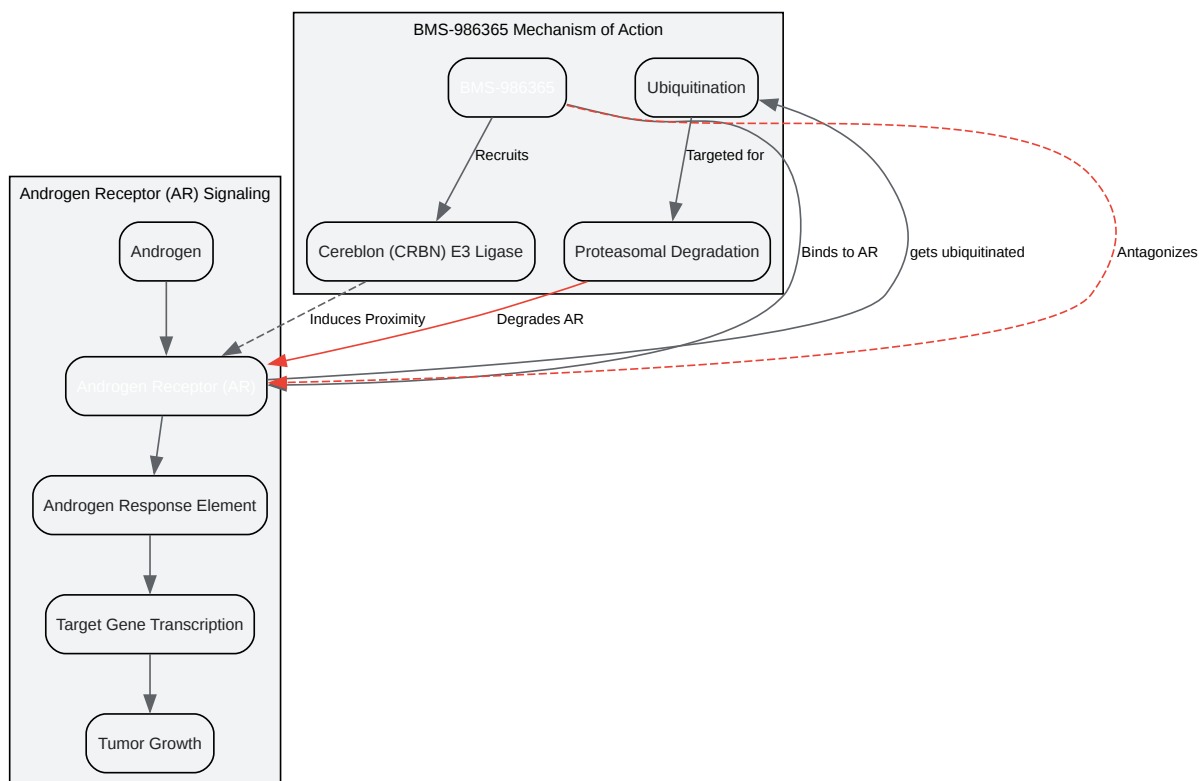 BMS-986365 Mechanism of Action
BMS-986365
Ubiquitination
Recruits
Targeted for
Androgen Receptor (AR) Signaling
Androgen
Cereblon (CRBN) E3 Ligase
Proteasomal Degradation
Binds to AR
gets ubiquitinated
Antagonizes
Induces Proximity
Degrades AR
Androgen Receptor (AR)
Androgen Response Element
Target Gene Transcription
Tumor Growth